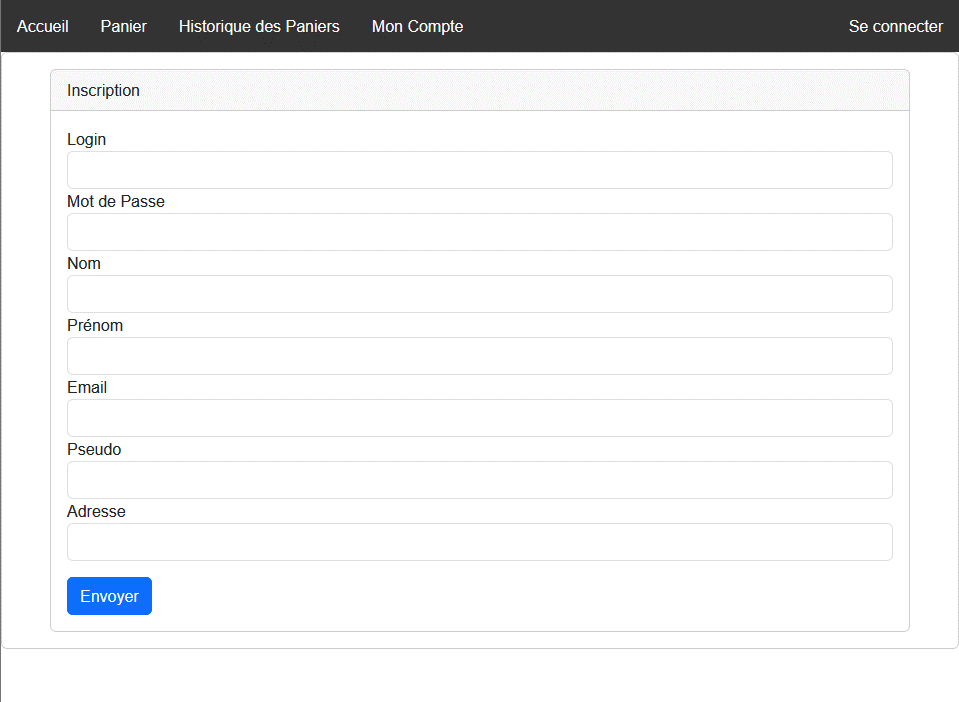 Accueil Panier Historique des Paniers Mon Compte Se connecter
Inscription
Login
Mot de Passe
Nom
Prénom
Email
Pseudo
Adresse
Envoyer